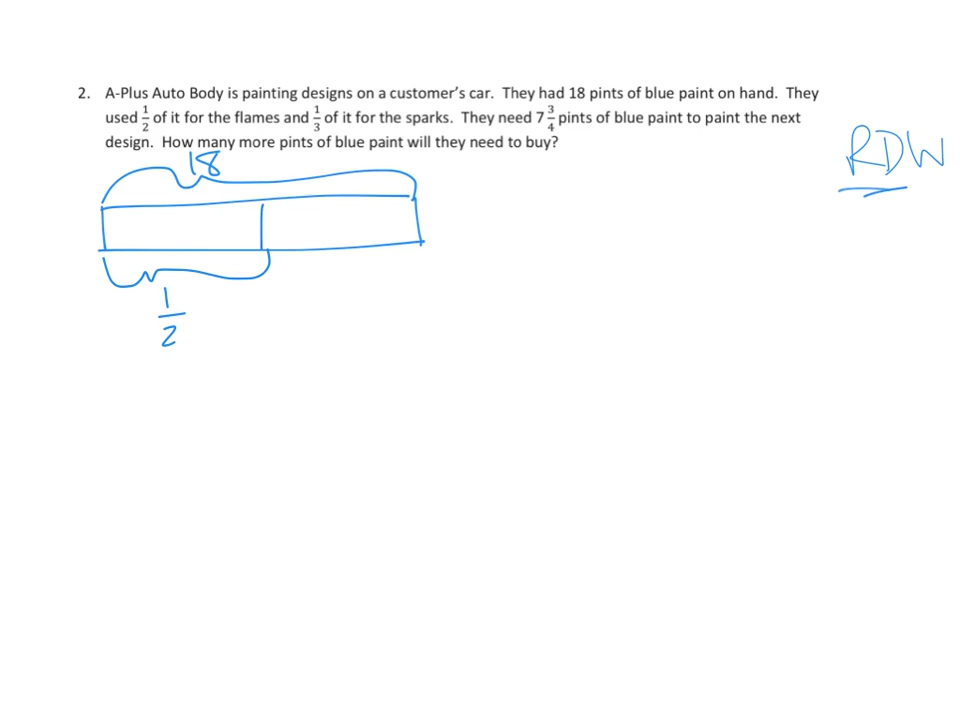 2. A-Plus Auto Body is painting designs on a customer's car. They had 18 pints of blue paint on hand. They
used 1/2 of it for the flames and 1/3 of it for the sparks. They need 7 3/4 pints of blue paint to paint the next
design. How many more pints of blue paint will they need to buy?
RDW
18
1/2